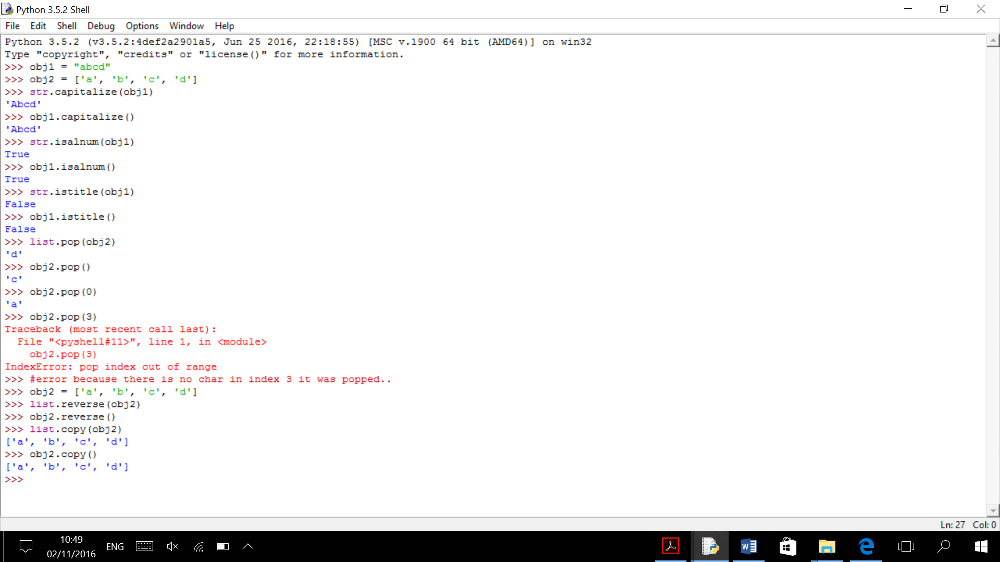 Python 3.5.2 Shell
File Edit Shell Debug Options Window Help
Python 3.5.2 (v3.5.2:4def2a2901a5, Jun 25 2016, 22:18:55) [MSC v.1900 64 bit (AMD64)] on win32
Type "copyright", "credits" or "license()" for more information.
>>> obj1 = "abcd"
>>> obj2 = ['a', 'b', 'c', 'd']
>>> str.capitalize(obj1)
'Abcd'
>>> obj1.capitalize()
'Abcd'
>>> str.isalnum(obj1)
True
>>> obj1.isalnum()
True
>>> str.istitle(obj1)
False
>>> obj1.istitle()
False
>>> list.pop(obj2)
'd'
>>> obj2.pop()
'c'
>>> obj2.pop(0)
'a'
>>> obj2.pop(3)
Traceback (most recent call last):
  File "<pyshell#11>", line 1, in <module>
    obj2.pop(3)
IndexError: pop index out of range
>>> #error because there is no char in index 3 it was popped..
>>> obj2 = ['a', 'b', 'c', 'd']
>>> list.reverse(obj2)
>>> obj2.reverse()
>>> list.copy(obj2)
['a', 'b', 'c', 'd']
>>> obj2.copy()
['a', 'b', 'c', 'd']
>>>
Ln: 27 Col: 0
10:49
02/11/2016
ENG